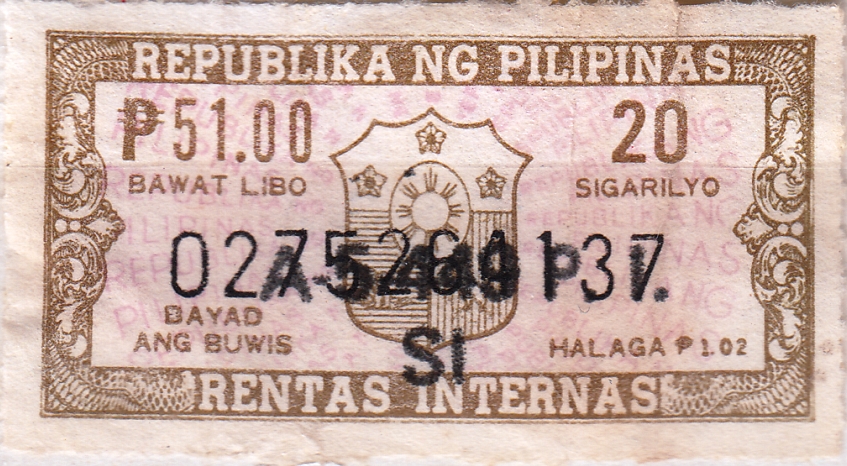 REPUBLIKA NG PILIPINAS
₱51.00 20
BAWAT LIBO SIGARILYO
BAYAD
ANG BUWIS
HALAGA ₱ 1.02
SI
RENTAS INTERNAS